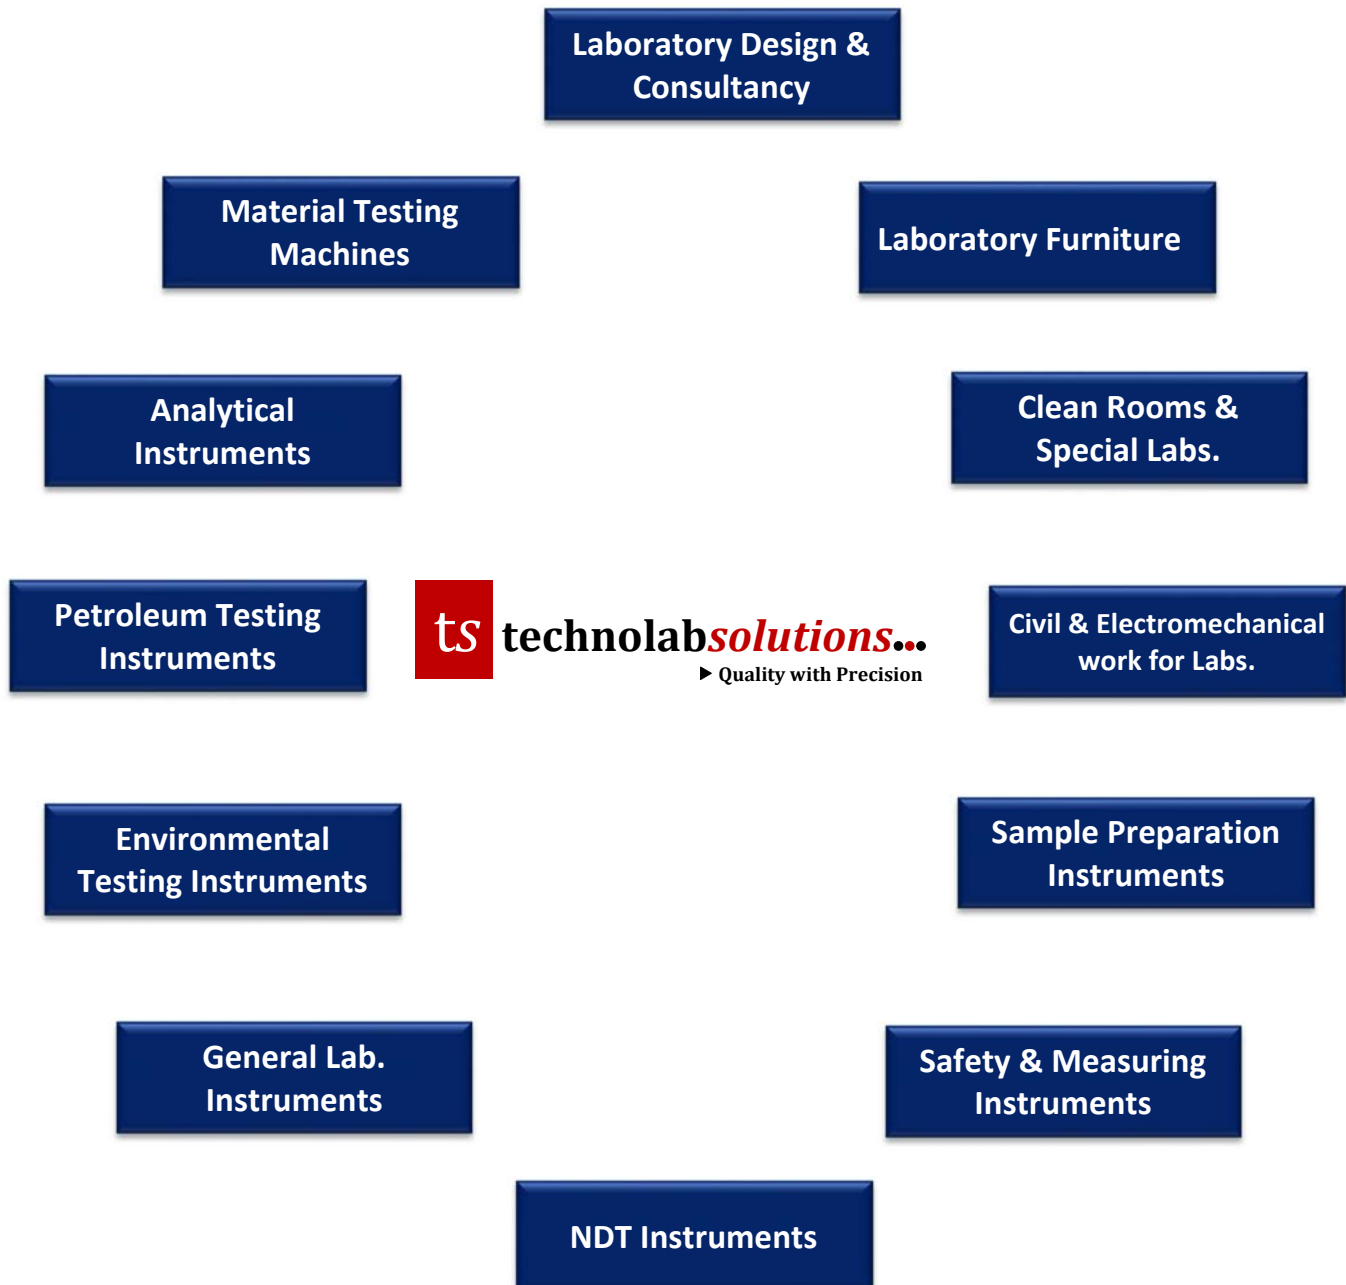 Laboratory Design &
Consultancy
Material Testing
Machines
Laboratory Furniture
Analytical
Instruments
Clean Rooms &
Special Labs.
Petroleum Testing
Instruments
ts technolabsolutions...
▶ Quality with Precision
Civil & Electromechanical
work for Labs.
Environmental
Testing Instruments
Sample Preparation
Instruments
General Lab.
Instruments
Safety & Measuring
Instruments
NDT Instruments